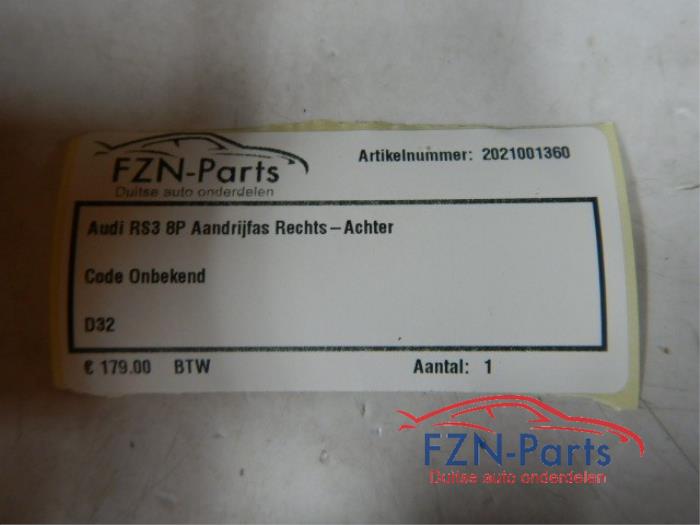 FZN-Parts
Duitse auto onderdelen
Artikelnummer: 2021001360
Audi RS3 8P Aandrijfas Rechts-Achter
Code Onbekend
D32
€ 179.00 BTW
Aantal: 1
FZN-Parts
Duitse auto onderdelen